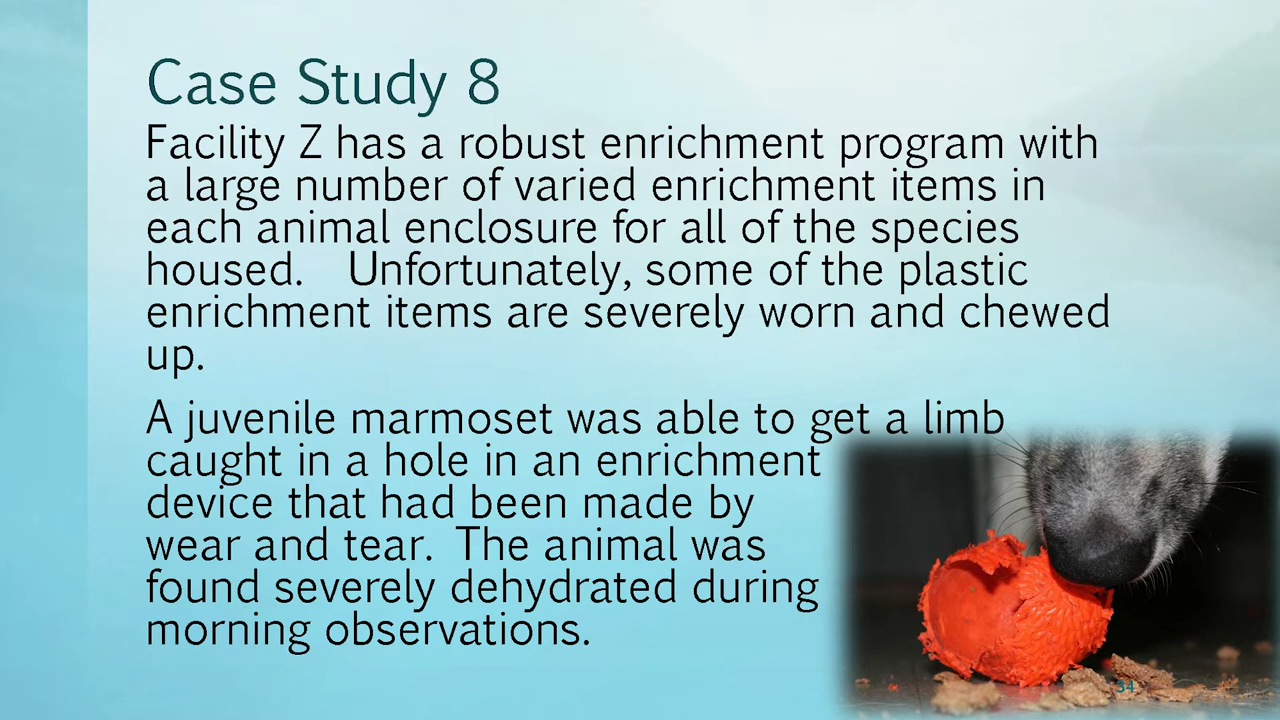 Case Study 8
Facility Z has a robust enrichment program with
a large number of varied enrichment items in
each animal enclosure for all of the species
housed.   Unfortunately, some of the plastic
enrichment items are severely worn and chewed
up.
A juvenile marmoset was able to get a limb
caught in a hole in an enrichment
device that had been made by
wear and tear.  The animal was
found severely dehydrated during
morning observations.
34